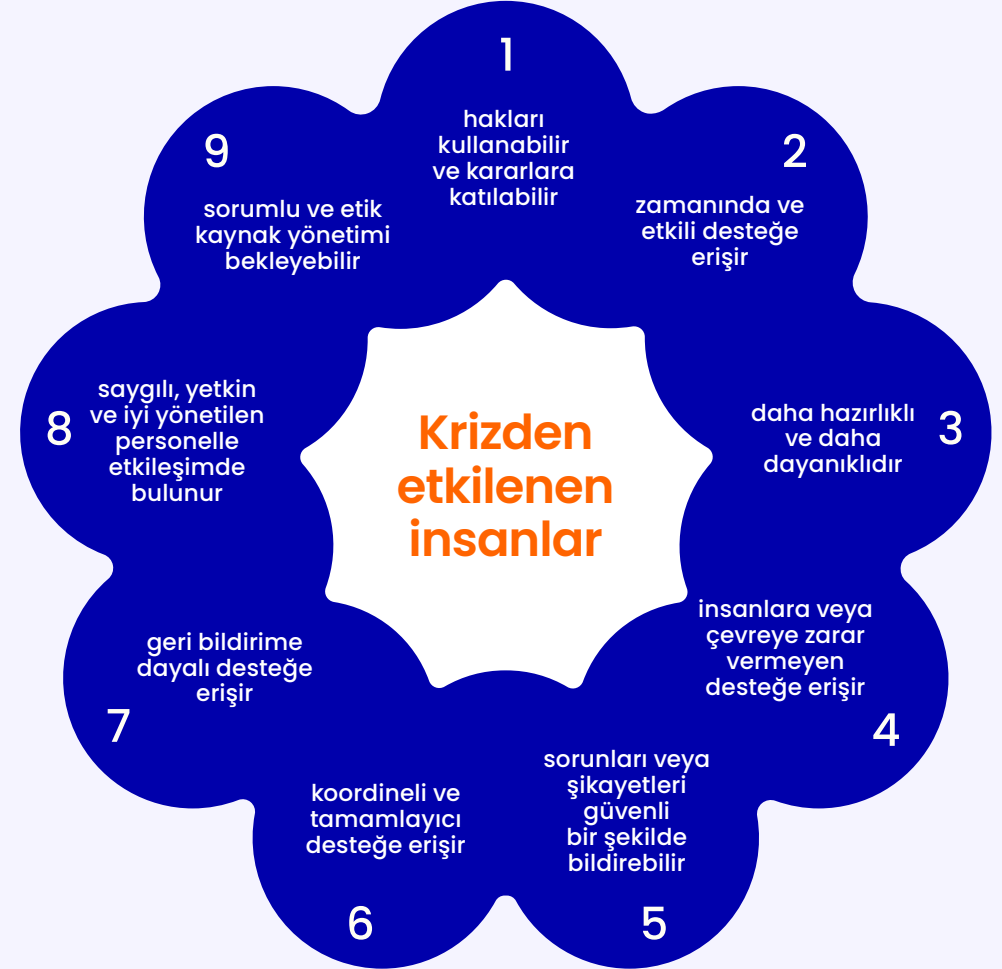 1
hakları
kullanabilir
ve kararlara
katılabilir
2
zamanında ve
etkili desteğe
erişir
3
daha hazırlıklı
ve daha
dayanıklıdır
4
insanlara veya
çevreye zarar
vermeyen
desteğe erişir
5
sorunları veya
şikayetleri
güvenli
bir şekilde
bildirebilir
6
koordineli ve
tamamlayıcı
desteğe erişir
7
geri bildirime
dayalı desteğe
erişir
8
saygılı, yetkin
ve iyi yönetilen
personelle
etkileşimde
bulunur
9
sorumlu ve etik
kaynak yönetimi
bekleyebilir
Krizden
etkilenen
insanlar